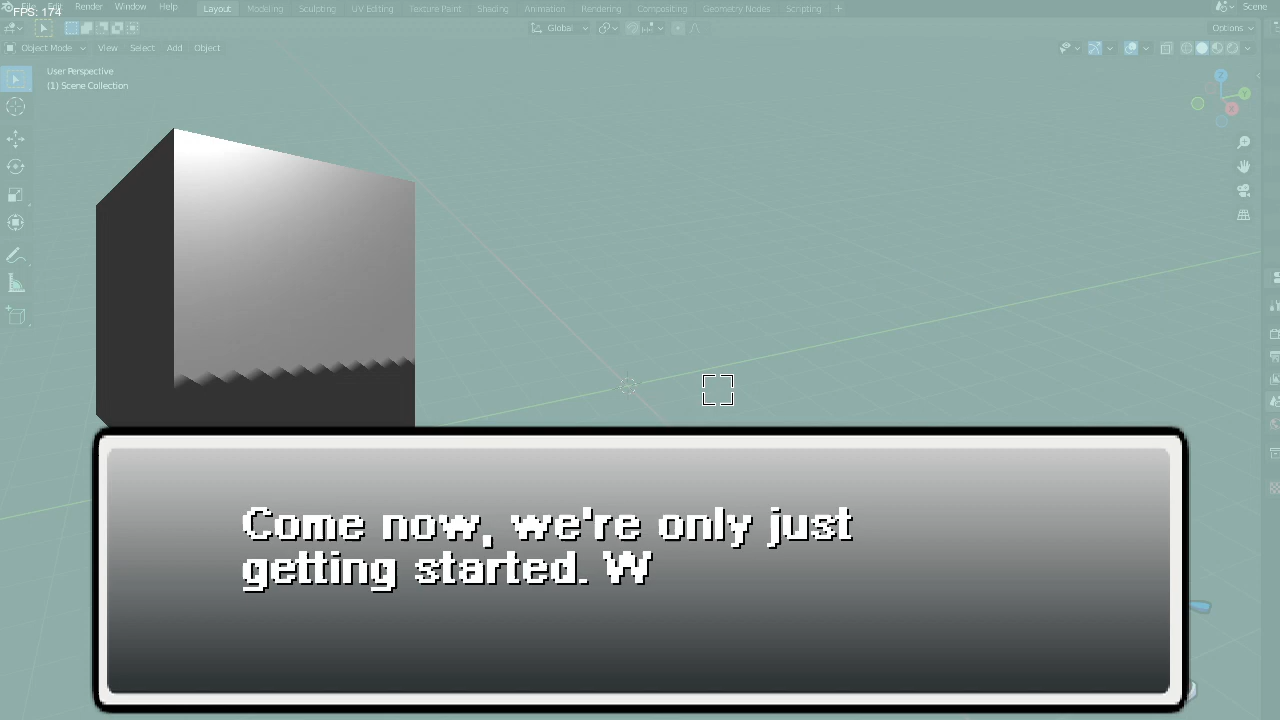 FPS: 174
Render Window Help Layout Modeling Sculpting UV Editing Texture Paint Shading Animation Rendering Compositing Geometry Nodes Scripting + Scene
Global Options
Object Mode View Select Add Object
User Perspective
(1) Scene Collection
Z
Y
X
Come now, we're only just
getting started. W